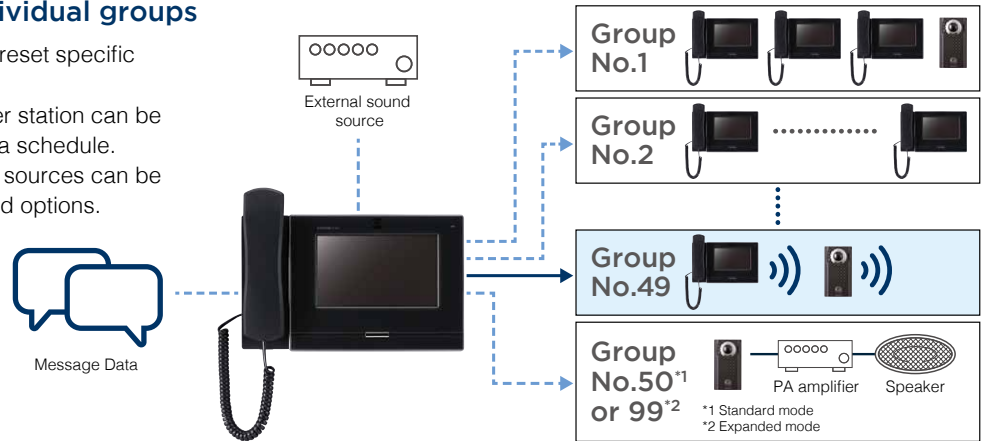 ividual groups
reset specific
er station can be
a schedule.
sources can be
d options.
External sound
source
Message Data
Group
No.1
Group
No.2
Group
No.49
Group
No.50*1
or 99*2
PA amplifier
Speaker
*1 Standard mode
*2 Expanded mode